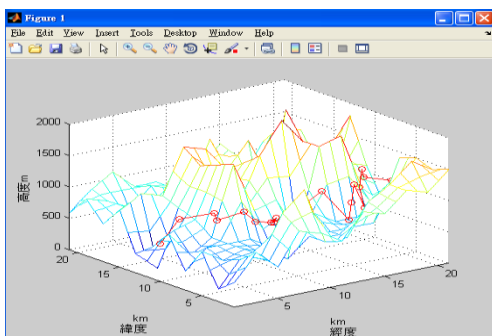 Figure 1
File Edit View Insert Tools Desktop Window Help
2000
1500
1000
500
0
高度m
20
15
10
5
km
緯度
5
10
15
20
km
經度